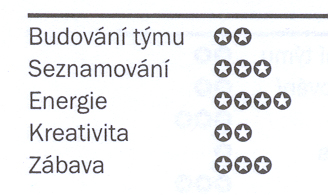 Budování týmu ✪✪
Seznamování ✪✪✪
Energie ✪✪✪✪
Kreativita ✪✪
Zábava ✪✪✪